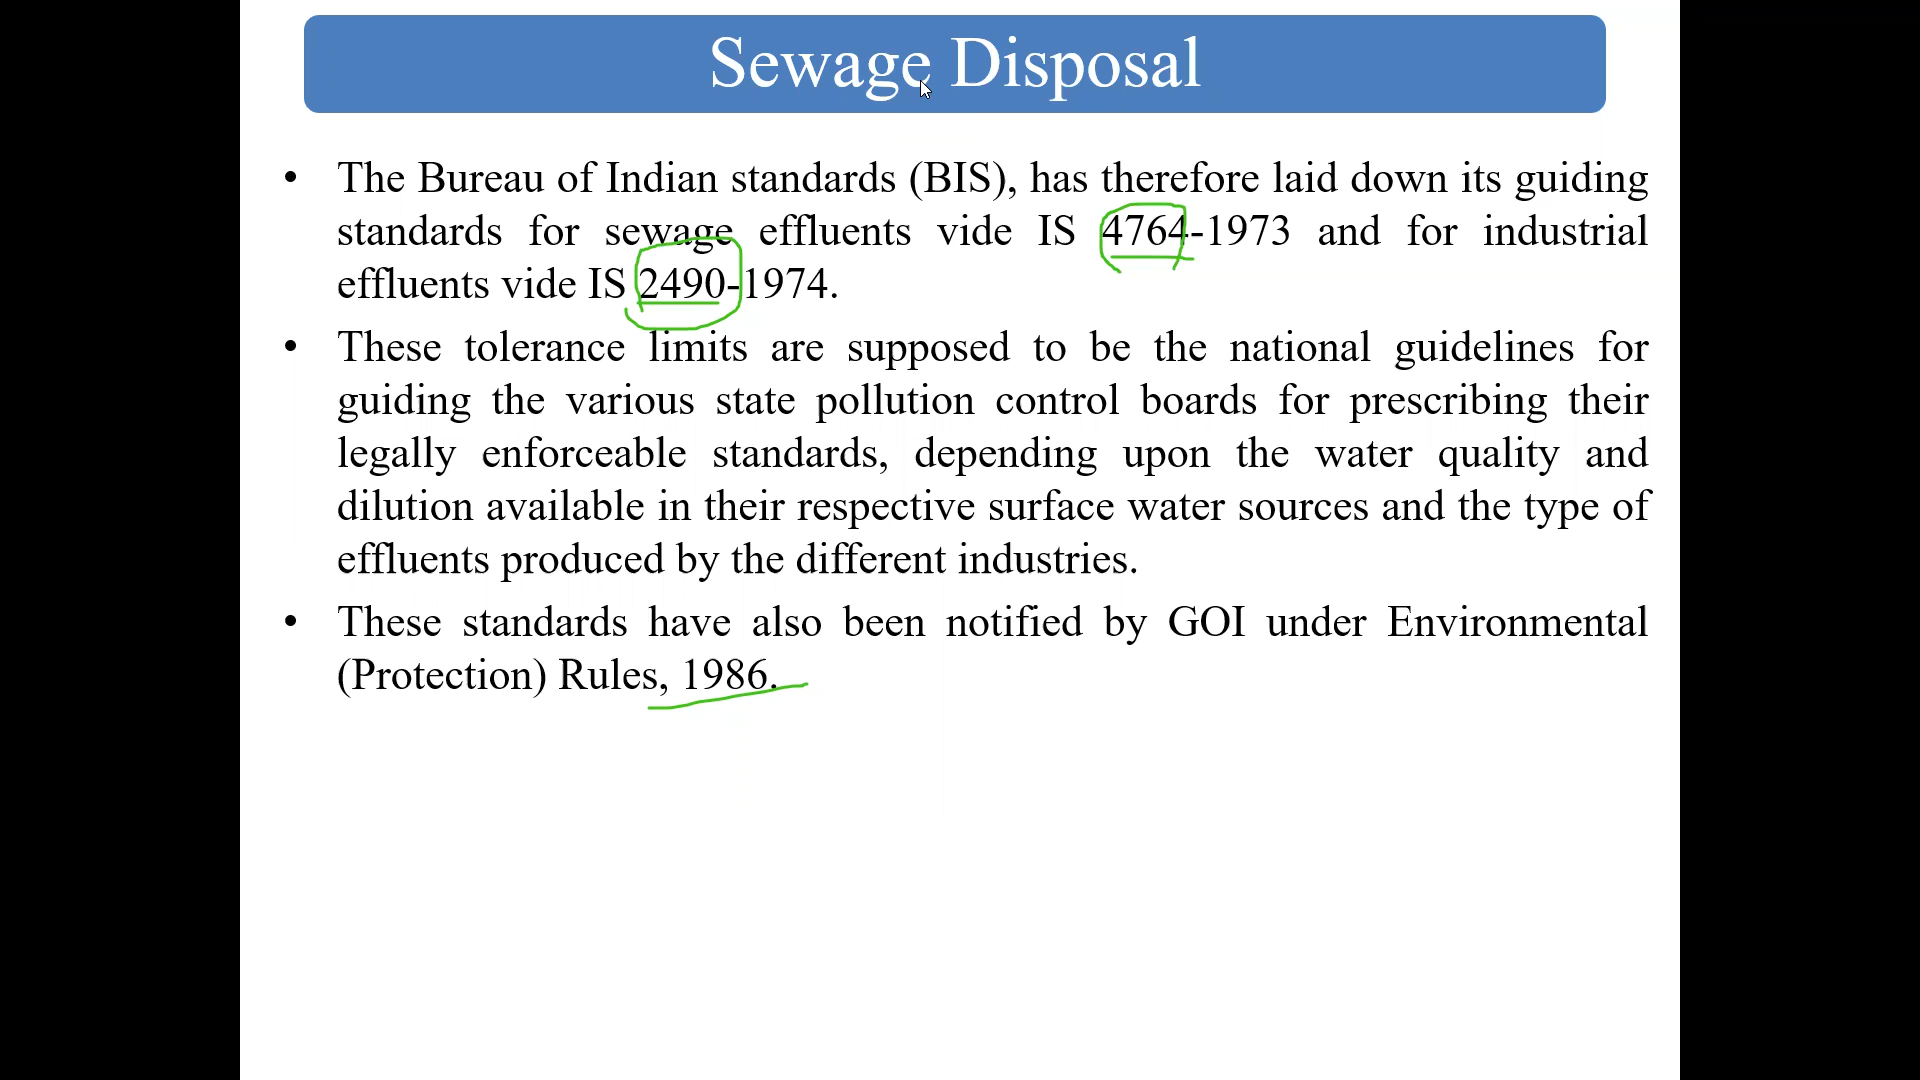 Sewage Disposal
• The Bureau of Indian standards (BIS), has therefore laid down its guiding
standards for sewage effluents vide IS 4764-1973 and for industrial
effluents vide IS 2490-1974.
• These tolerance limits are supposed to be the national guidelines for
guiding the various state pollution control boards for prescribing their
legally enforceable standards, depending upon the water quality and
dilution available in their respective surface water sources and the type of
effluents produced by the different industries.
• These standards have also been notified by GOI under Environmental
(Protection) Rules, 1986.